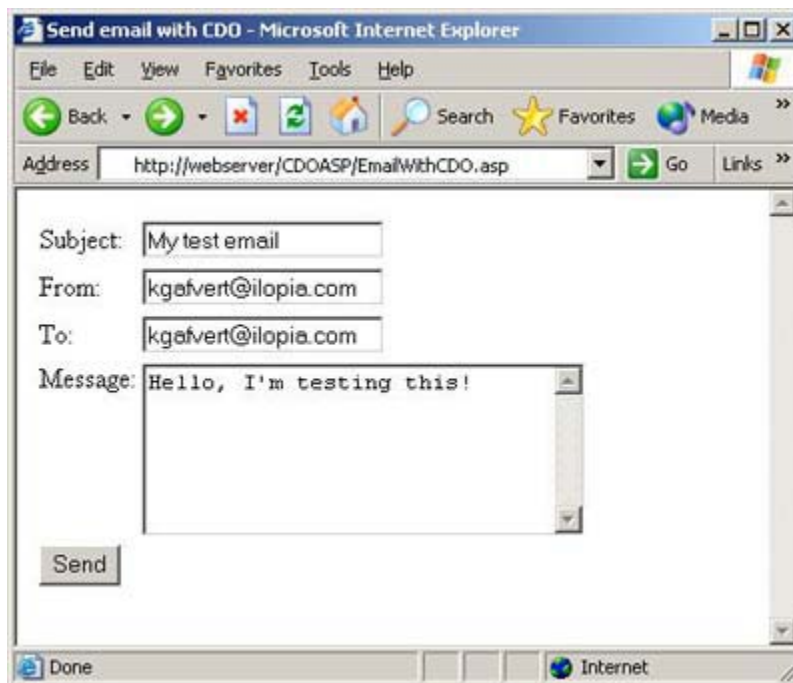 Send email with CDO - Microsoft Internet Explorer
File Edit View Favorites Tools Help
Back Search Favorites Media »
Address http://webserver/CDOASP/EmailWithCDO.asp Go Links »
Subject: My test email
From: kgafvert@ilopia.com
To: kgafvert@ilopia.com
Message: Hello, I'm testing this!
Send
Done Internet